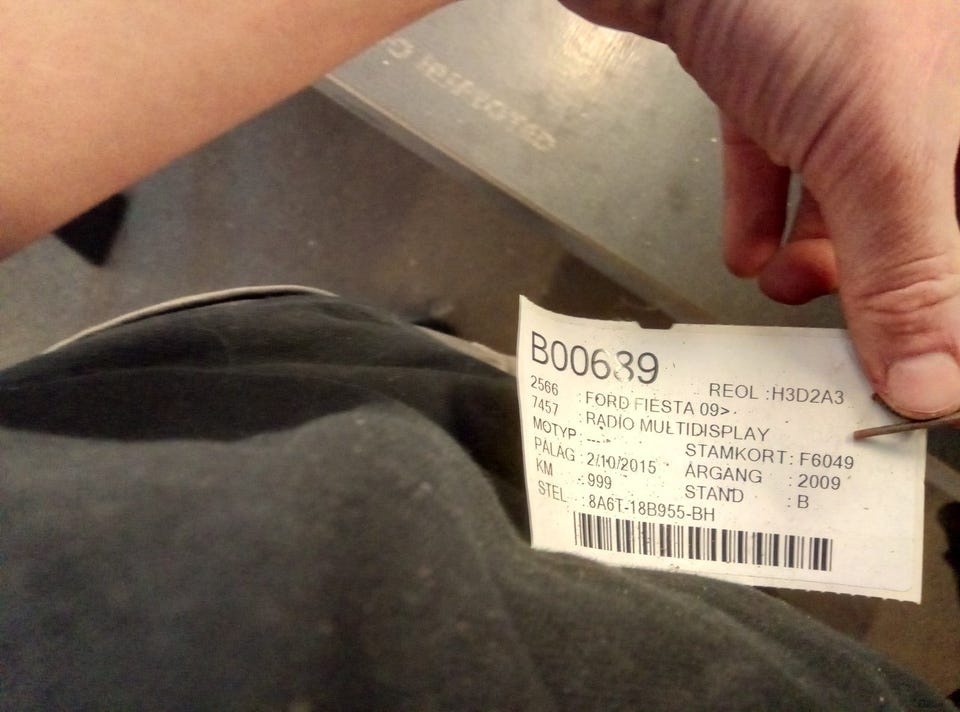 B00639
REOL :H3D2A3
2566 : FORD FIESTA 09>
7457 : RADIO MULTIDISPLAY
MOTYP: ---
STAMKORT: F6049
PÅLAG : 2/10/2015
ÅRGANG : 2009
KM : 999
STAND : B
STEL : 8A6T-18B955-BH